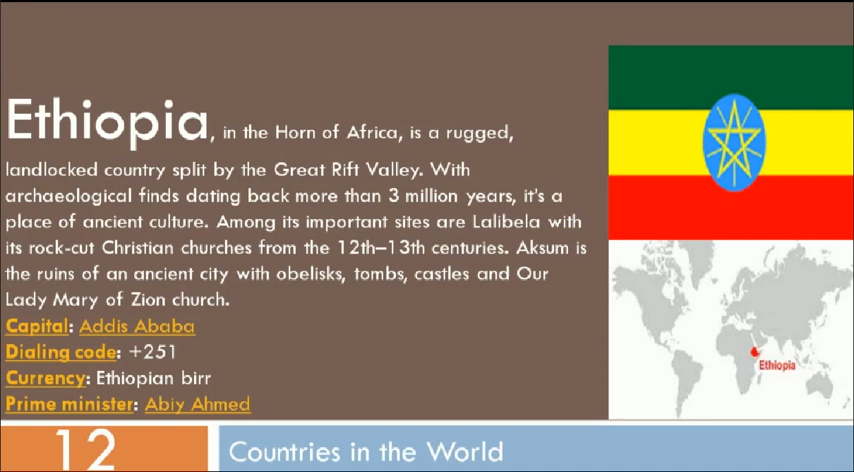 Ethiopia, in the Horn of Africa, is a rugged,
landlocked country split by the Great Rift Valley. With
archaeological finds dating back more than 3 million years, it's a
place of ancient culture. Among its important sites are Lalibela with
its rock-cut Christian churches from the 12th–13th centuries. Aksum is
the ruins of an ancient city with obelisks, tombs, castles and Our
Lady Mary of Zion church.
Capital: Addis Ababa
Dialing code: +251
Currency: Ethiopian birr
Prime minister: Abiy Ahmed
Ethiopia
12
Countries in the World